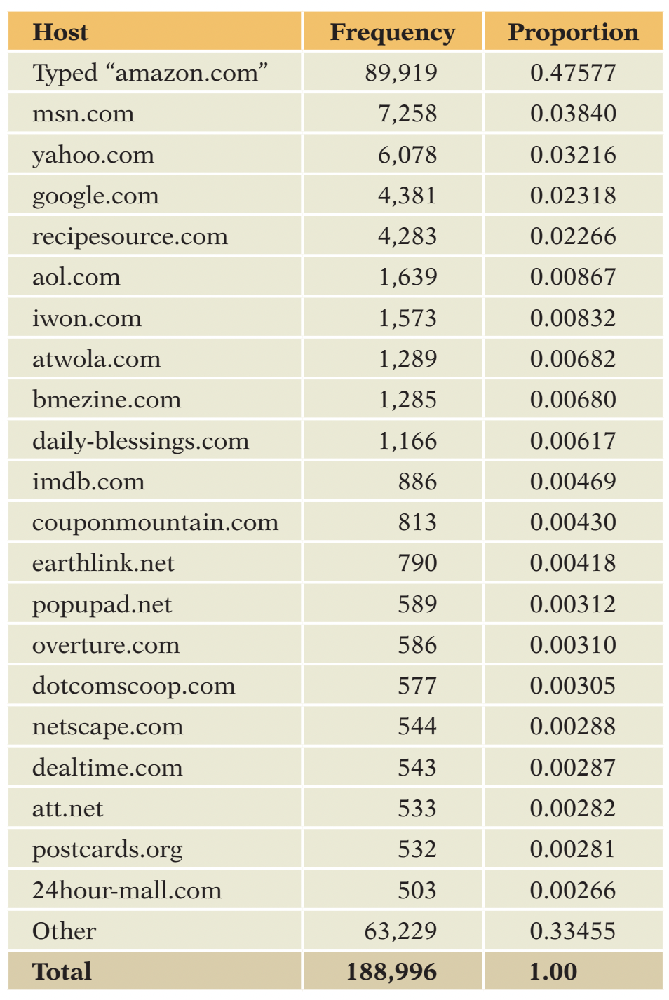 Host Frequency Proportion
Typed “amazon.com” 89,919 0.47577
msn.com 7,258 0.03840
yahoo.com 6,078 0.03216
google.com 4,381 0.02318
recipesource.com 4,283 0.02266
aol.com 1,639 0.00867
iwon.com 1,573 0.00832
atwola.com 1,289 0.00682
bmezine.com 1,285 0.00680
daily-blessings.com 1,166 0.00617
imdb.com 886 0.00469
couponmountain.com 813 0.00430
earthlink.net 790 0.00418
popupad.net 589 0.00312
overture.com 586 0.00310
dotcomscoop.com 577 0.00305
netscape.com 544 0.00288
dealtime.com 543 0.00287
att.net 533 0.00282
postcards.org 532 0.00281
24hour-mall.com 503 0.00266
Other 63,229 0.33455
Total 188,996 1.00